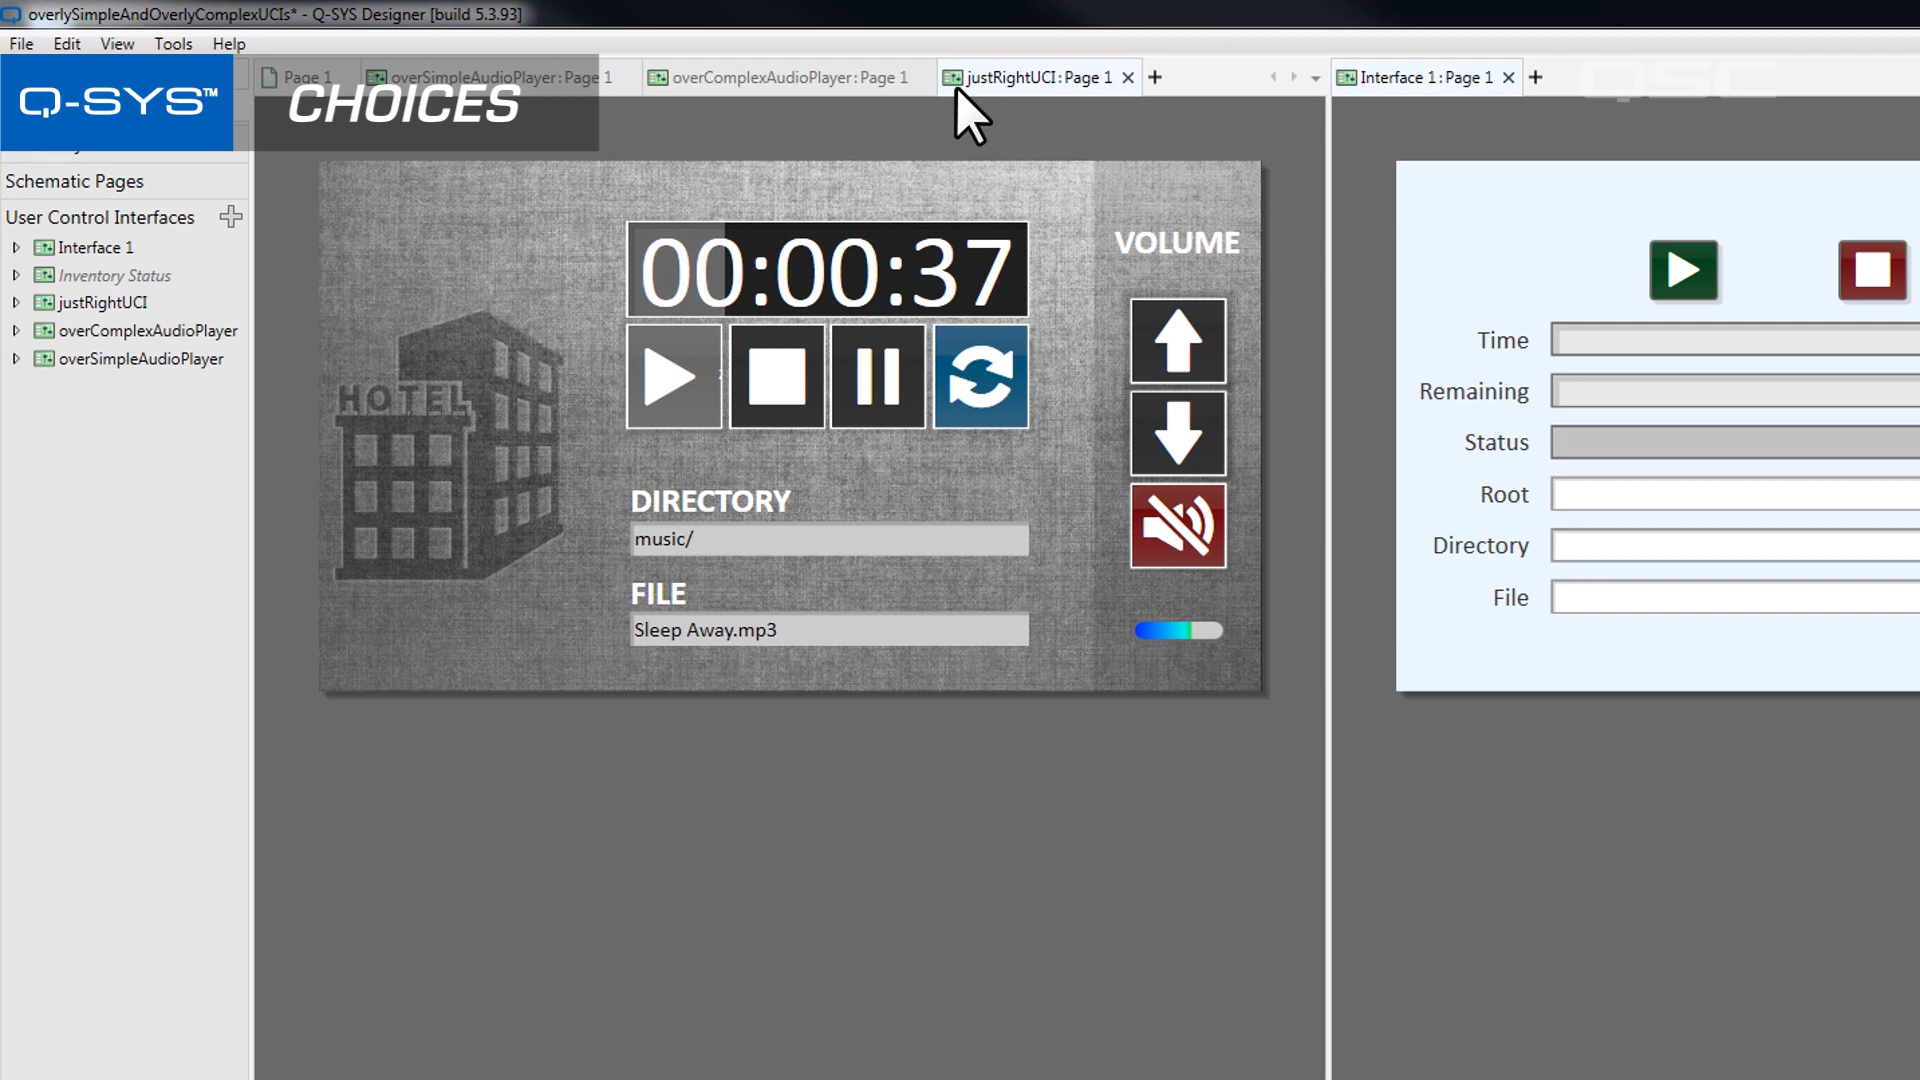 overlySimpleAndOverlyComplexUCIs* - Q-SYS Designer [build 5.3.93]
File Edit View Tools Help
Q-SYS™
CHOICES
Page 1
overSimpleAudioPlayer: Page 1
overComplexAudioPlayer: Page 1
justRightUCI: Page 1
Interface 1: Page 1
QSC
Schematic Pages
User Control Interfaces
Interface 1
Inventory Status
justRightUCI
overComplexAudioPlayer
overSimpleAudioPlayer
HOTEL
00:00:37
DIRECTORY
music/
FILE
Sleep Away.mp3
VOLUME
Time
Remaining
Status
Root
Directory
File